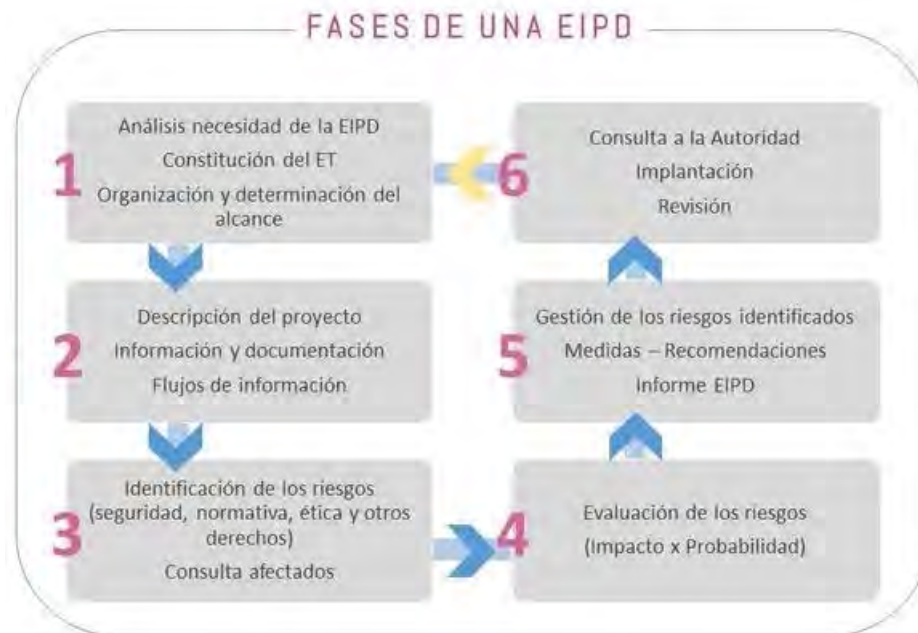 FASES DE UNA EIPD
1
Análisis necesidad de la EIPD
Constitución del ET
Organización y determinación del
alcance
2
Descripción del proyecto
Información y documentación
Flujos de información
3
Identificación de los riesgos
(seguridad, normativa, ética y otros
derechos)
Consulta afectados
4
Evaluación de los riesgos
(Impacto x Probabilidad)
5
Gestión de los riesgos identificados
Medidas – Recomendaciones
Informe EIPD
6
Consulta a la Autoridad
Implantación
Revisión